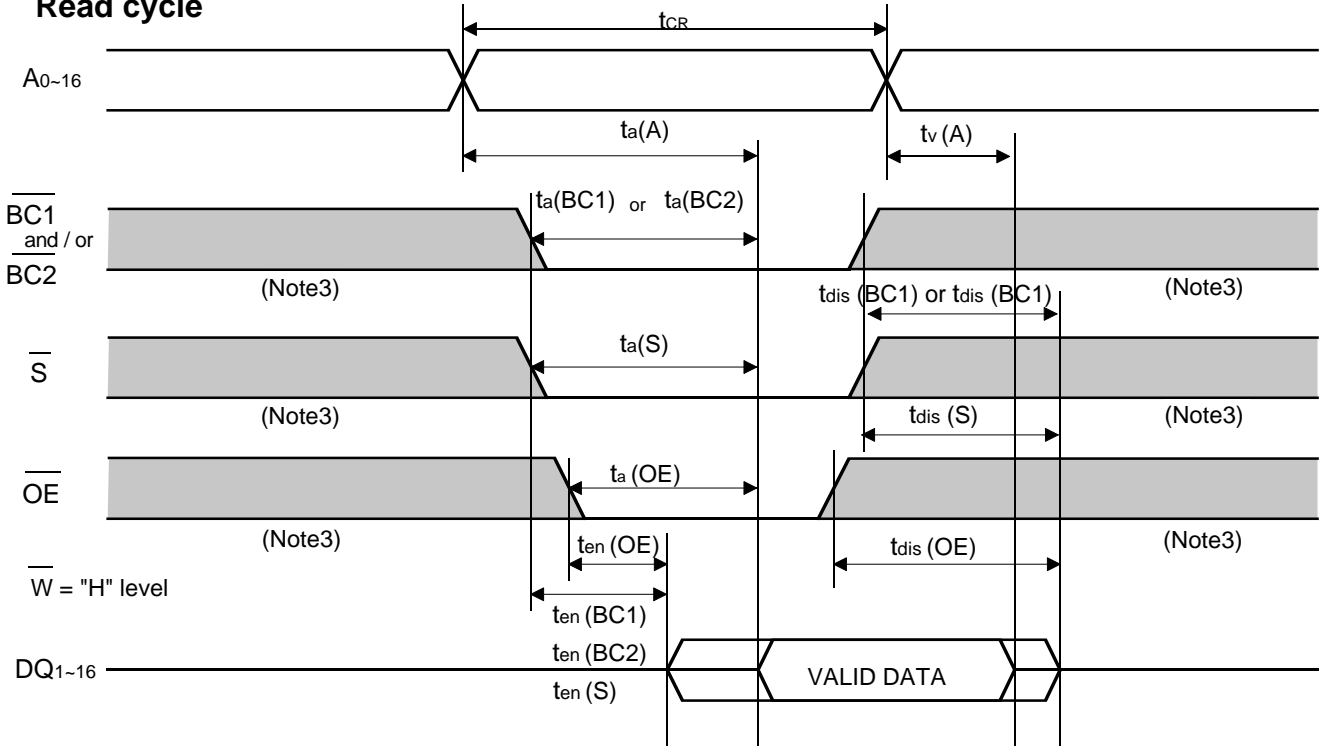 Read cycle
tCR
A0~16
ta(A)
tv (A)
BC1
and / or
BC2
ta(BC1) or ta(BC2)
(Note3)
tdis (BC1) or tdis (BC1)
(Note3)
S
ta(S)
(Note3)
tdis (S)
(Note3)
OE
ta (OE)
(Note3)
ten (OE)
tdis (OE)
(Note3)
W = "H" level
ten (BC1)
ten (BC2)
ten (S)
DQ1~16
VALID DATA